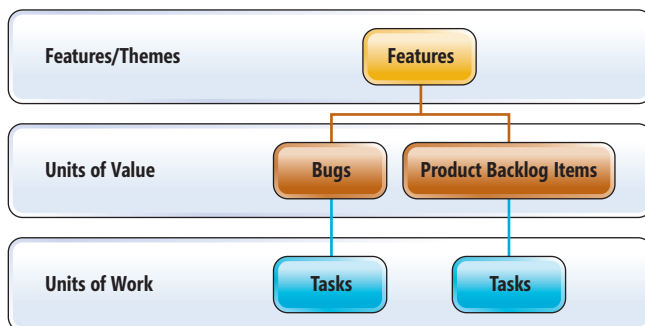 Features/Themes
Features
Units of Value
Bugs
Product Backlog Items
Units of Work
Tasks
Tasks